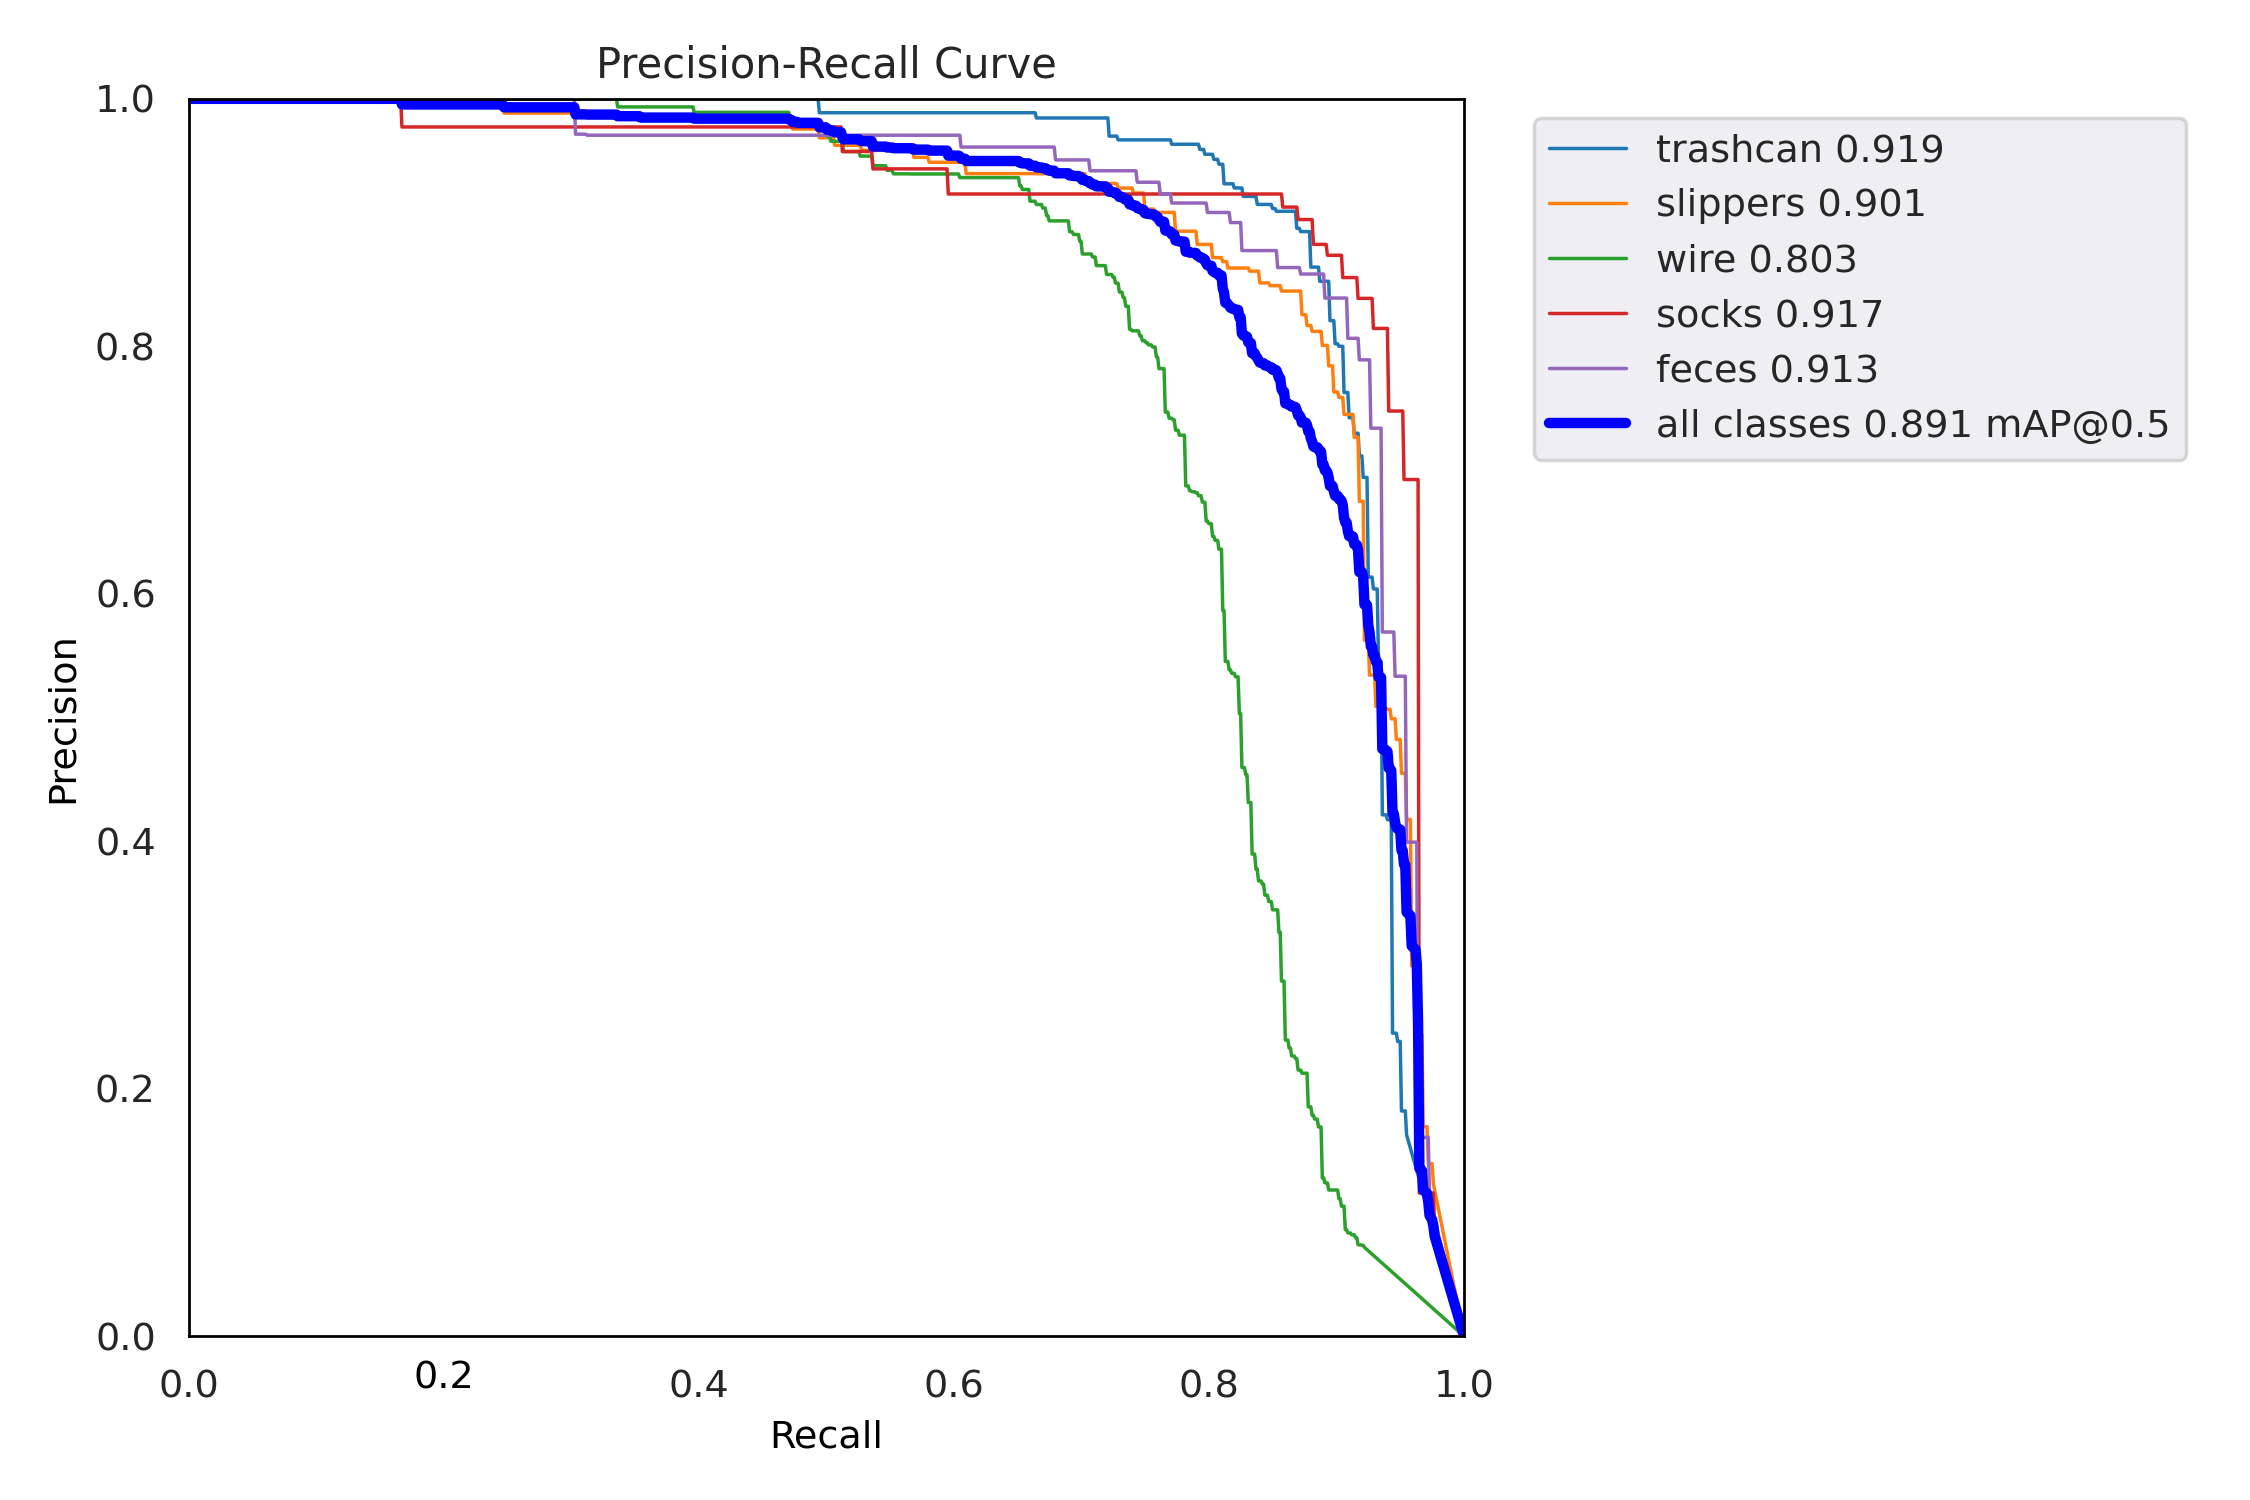 Precision-Recall Curve
1.0
0.8
0.6
0.4
0.2
0.0
Precision
0.0 0.2 0.4 0.6 0.8 1.0
Recall
trashcan 0.919
slippers 0.901
wire 0.803
socks 0.917
feces 0.913
all classes 0.891 mAP@0.5